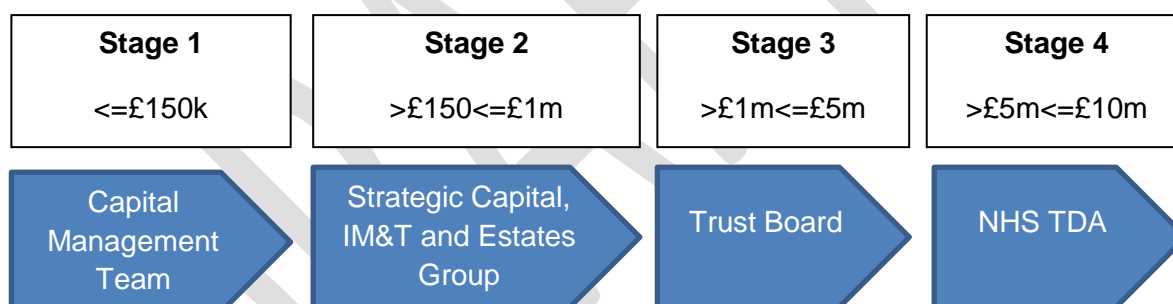 Stage 1
<=£150k
Stage 2
>£150<=£1m
Stage 3
>£1m<=£5m
Stage 4
>£5m<=£10m
Capital
Management
Team
Strategic Capital,
IM&T and Estates
Group
Trust Board
NHS TDA